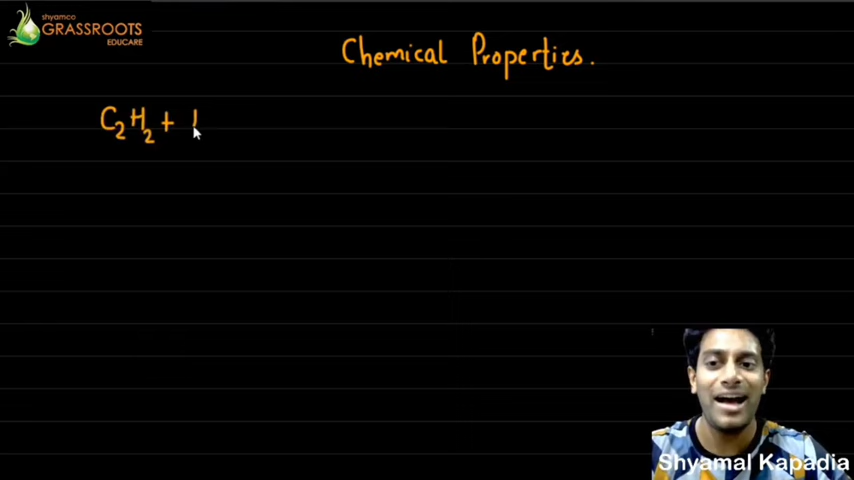 shyamco
GRASSROOTS
EDUCARE
Chemical Properties.
C₂H₂ + 1
Shyamal Kapadia